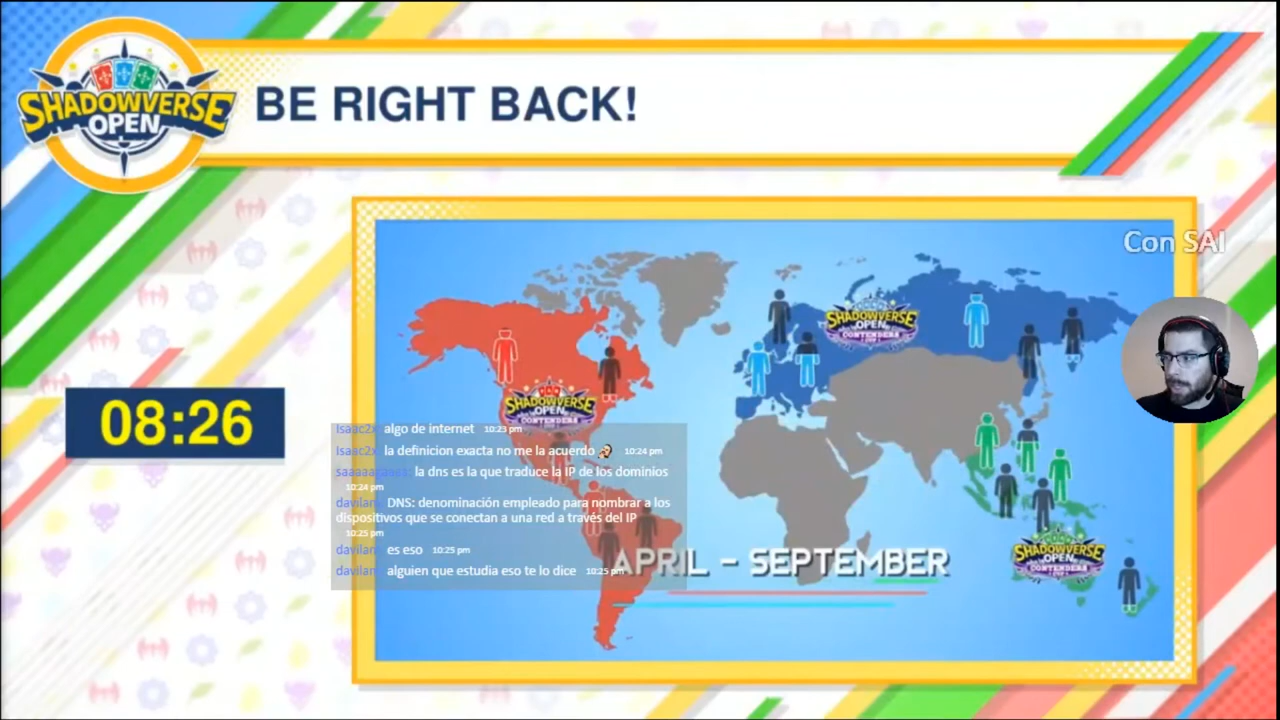 SHADOWVERSE
OPEN
BE RIGHT BACK!
Con SAI
SHADOWVERSE
OPEN
CONTENDERS
SHADOWVERSE
OPEN
CONTENDERS
08:26
Isaac2x algo de internet 10:23 pm
Isaac2x la definicion exacta no me la acuerdo 10:24 pm
la dns es la que traduce la IP de los dominios
10:24 pm
davilan DNS: denominación empleado para nombrar a los
dispositivos que se conectan a una red a través del IP
10:25 pm
davilan es eso 10:25 pm
davilan alguien que estudia eso te lo dice 10:25 pm
APRIL - SEPTEMBER
SHADOWVERSE
OPEN
CONTENDERS